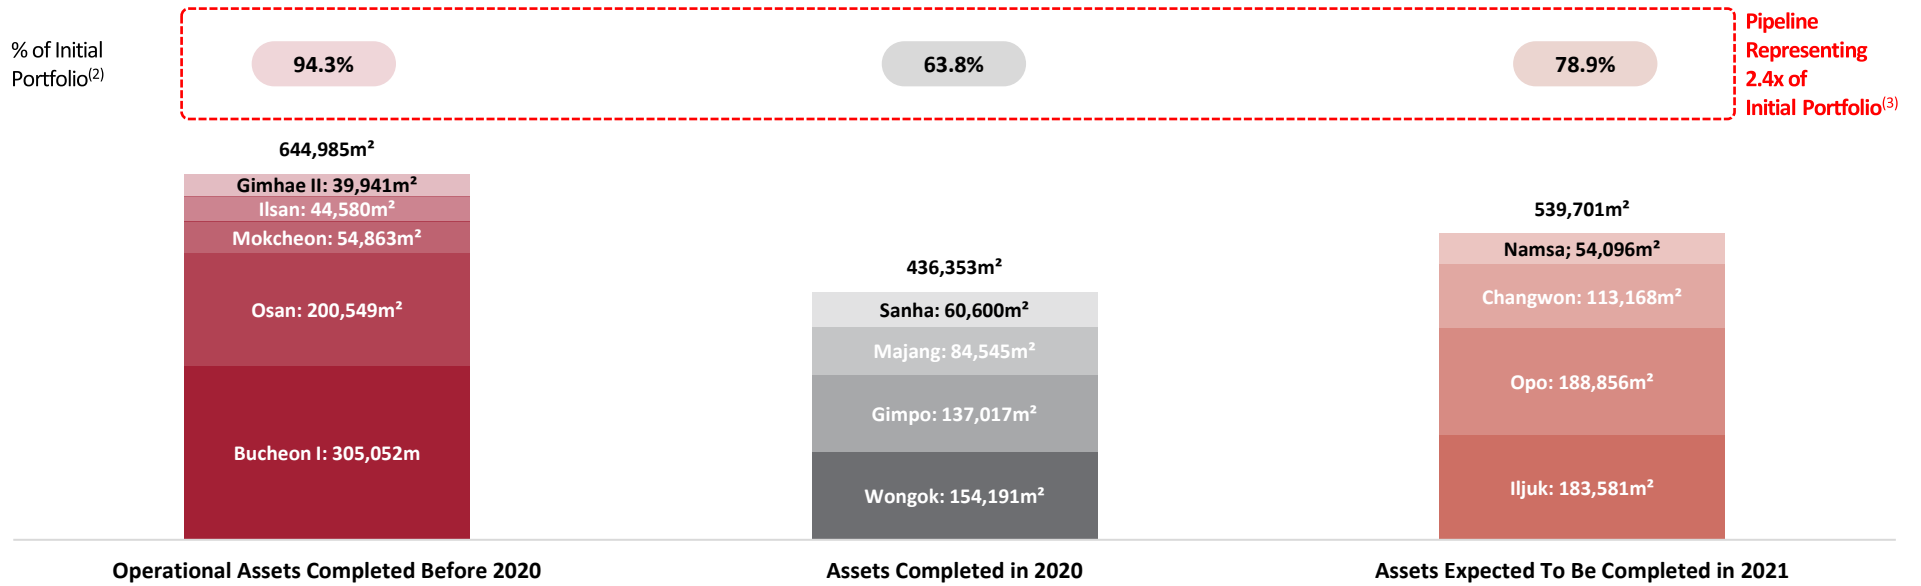 % of Initial
Portfolio(2)
94.3%
63.8%
78.9%
Pipeline
Representing
2.4x of
Initial Portfolio(3)
644,985m²
Gimhae II: 39,941m²
Ilsan: 44,580m²
Mokcheon: 54,863m²
Osan: 200,549m²
Bucheon I: 305,052m
Operational Assets Completed Before 2020
436,353m²
Sanha: 60,600m²
Majang: 84,545m²
Gimpo: 137,017m²
Wongok: 154,191m²
Assets Completed in 2020
539,701m²
Namsa; 54,096m²
Changwon: 113,168m²
Opo: 188,856m²
Iljuk: 183,581m²
Assets Expected To Be Completed in 2021